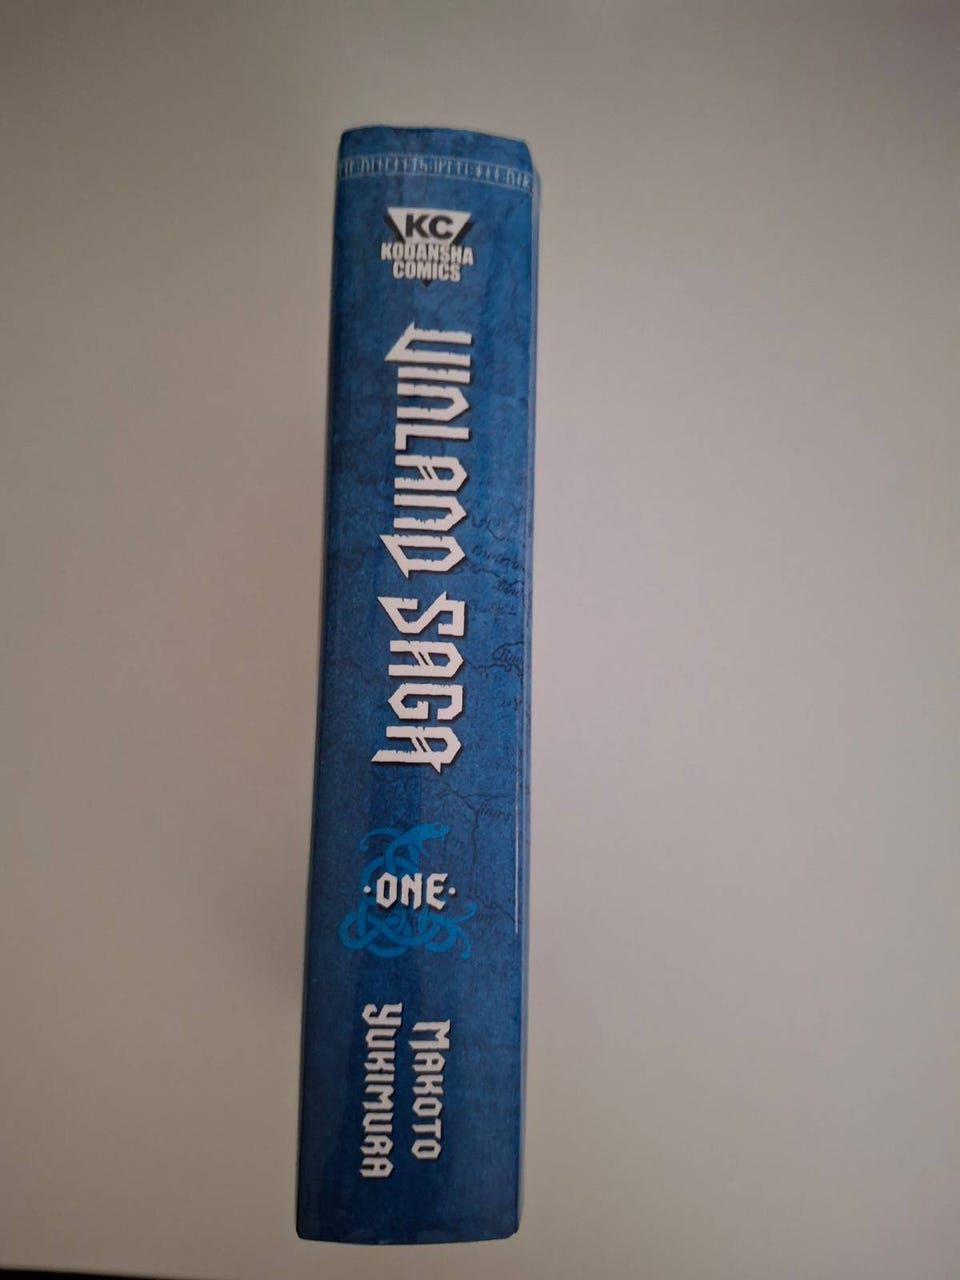 KC
KODANSHA
COMICS
VINLAND SAGA
·ONE·
MAKOTO
YUKIMURA